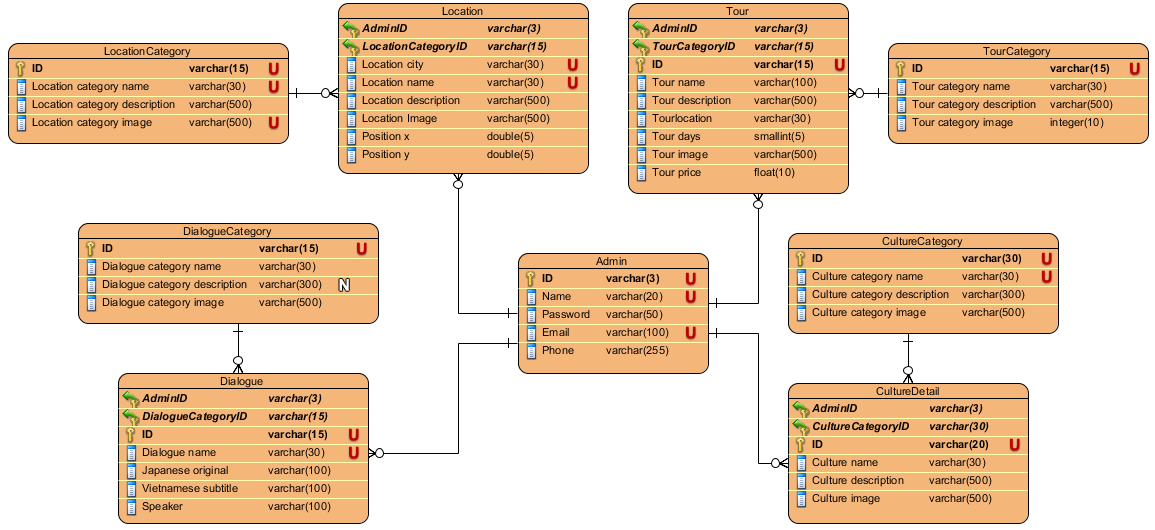 Location
AdminID varchar(3)
LocationCategoryID varchar(15)
Location city varchar(30) U
Location name varchar(30) U
Location description varchar(500)
Location Image varchar(500)
Position x double(5)
Position y double(5)
Tour
AdminID varchar(3)
TourCategoryID varchar(15)
ID varchar(15) U
Tour name varchar(100)
Tour description varchar(500)
Tourlocation varchar(30)
Tour days smallint(5)
Tour image varchar(500)
Tour price float(10)
LocationCategory
ID varchar(15) U
Location category name varchar(30) U
Location category description varchar(500)
Location category image varchar(500) U
TourCategory
ID varchar(15) U
Tour category name varchar(30)
Tour category description varchar(500)
Tour category image integer(10)
DialogueCategory
ID varchar(15) U
Dialogue category name varchar(30)
Dialogue category description varchar(300) N
Dialogue category image varchar(500)
Admin
ID varchar(3) U
Name varchar(20) U
Password varchar(50)
Email varchar(100) U
Phone varchar(255)
CultureCategory
ID varchar(30) U
Culture category name varchar(30) U
Culture category description varchar(300)
Culture category image varchar(500)
Dialogue
AdminID varchar(3)
DialogueCategoryID varchar(15)
ID varchar(15) U
Dialogue name varchar(30) U
Japanese original varchar(100)
Vietnamese subtitle varchar(100)
Speaker varchar(100)
CultureDetail
AdminID varchar(3)
CultureCategoryID varchar(30)
ID varchar(20) U
Culture name varchar(30)
Culture description varchar(500)
Culture image varchar(500)